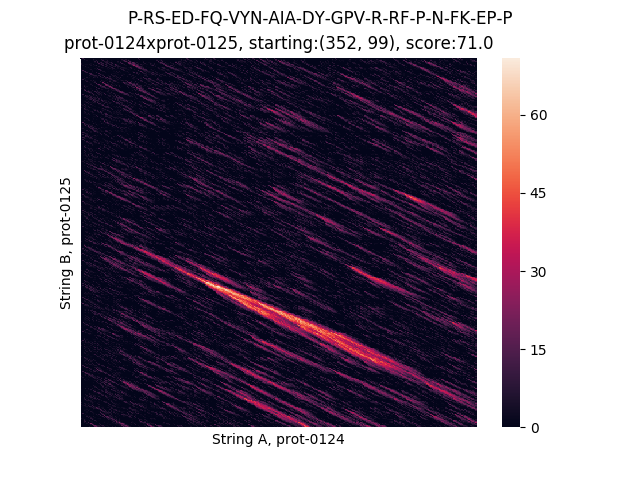 P-RS-ED-FQ-VYN-AIA-DY-GPV-R-RF-P-N-FK-EP-P
prot-0124xprot-0125, starting:(352, 99), score:71.0
String B, prot-0125
String A, prot-0124
60
45
30
15
0